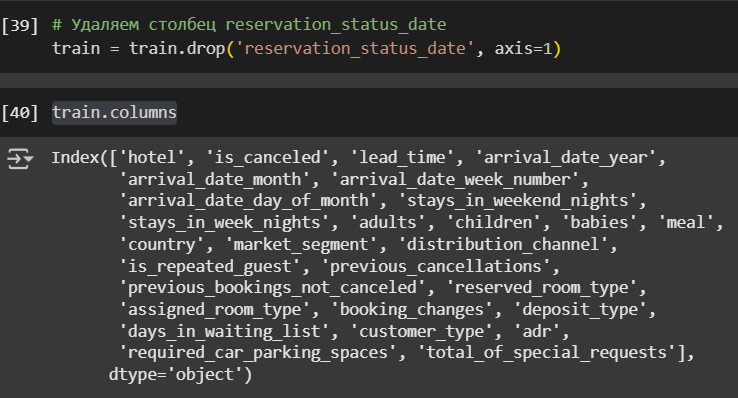 [39] # Удаляем столбец reservation_status_date
train = train.drop('reservation_status_date', axis=1)
[40] train.columns
Index(['hotel', 'is_canceled', 'lead_time', 'arrival_date_year',
'arrival_date_month', 'arrival_date_week_number',
'arrival_date_day_of_month', 'stays_in_weekend_nights',
'stays_in_week_nights', 'adults', 'children', 'babies', 'meal',
'country', 'market_segment', 'distribution_channel',
'is_repeated_guest', 'previous_cancellations',
'previous_bookings_not_canceled', 'reserved_room_type',
'assigned_room_type', 'booking_changes', 'deposit_type',
'days_in_waiting_list', 'customer_type', 'adr',
'required_car_parking_spaces', 'total_of_special_requests'],
dtype='object')